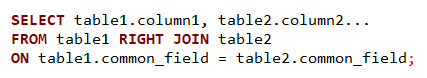 SELECT table1.column1, table2.column2...
FROM table1 RIGHT JOIN table2
ON table1.common_field = table2.common_field;